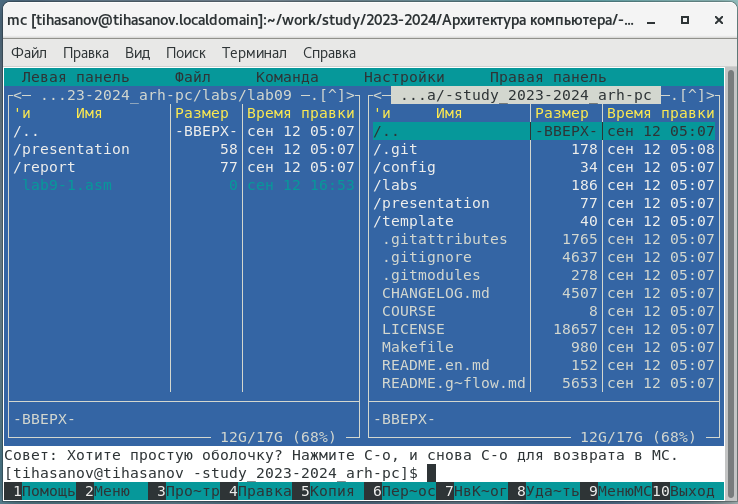 mc [tihasanov@tihasanov.localdomain]:~/work/study/2023-2024/Архитектура компьютера/-...
Файл Правка Вид Поиск Терминал Справка
Левая панель Файл Команда Настройки Правая панель
<─ ...23-2024_arh-pc/labs/lab09 ─.[^]> <─ ...a/-study_2023-2024_arh-pc ─.[^]>
'и Имя Размер Время правки 'и Имя Размер Время правки
/.. -ВВЕРХ- сен 12 05:07 /.. -ВВЕРХ- сен 12 05:07
/presentation 58 сен 12 05:07 /.git 178 сен 12 05:08
/report 77 сен 12 05:07 /config 34 сен 12 05:07
lab9-1.asm 0 сен 12 16:53 /labs 186 сен 12 05:07
/presentation 77 сен 12 05:07
/template 40 сен 12 05:07
.gitattributes 1765 сен 12 05:07
.gitignore 4637 сен 12 05:07
.gitmodules 278 сен 12 05:07
CHANGELOG.md 4507 сен 12 05:07
COURSE 8 сен 12 05:07
LICENSE 18657 сен 12 05:07
Makefile 980 сен 12 05:07
README.en.md 152 сен 12 05:07
README.g~flow.md 5653 сен 12 05:07
-ВВЕРХ- -ВВЕРХ-
12G/17G (68%) 12G/17G (68%)
Совет: Хотите простую оболочку? Нажмите C-o, и снова C-o для возврата в MC.
[tihasanov@tihasanov -study_2023-2024_arh-pc]$
1Помощь 2Меню 3Про~тр 4Правка 5Копия 6Пер~ос 7НвК~ог 8Уда~ть 9МенюMC 10Выход